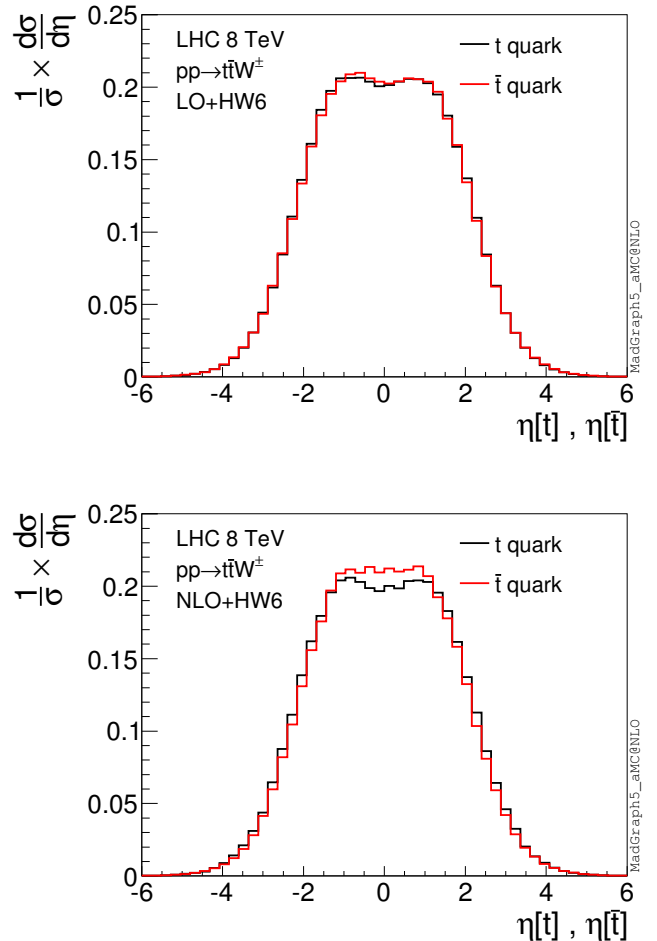 LHC 8 TeV
pp→tt̄W±
LO+HW6
t quark
t̄ quark
1/σ × dσ/dη
0.25
0.2
0.15
0.1
0.05
0
-6 -4 -2 0 2 4 6
η[t] , η[t̄]
MadGraph5_aMC@NLO
LHC 8 TeV
pp→tt̄W±
NLO+HW6
t quark
t̄ quark
1/σ × dσ/dη
0.25
0.2
0.15
0.1
0.05
0
-6 -4 -2 0 2 4 6
η[t] , η[t̄]
MadGraph5_aMC@NLO